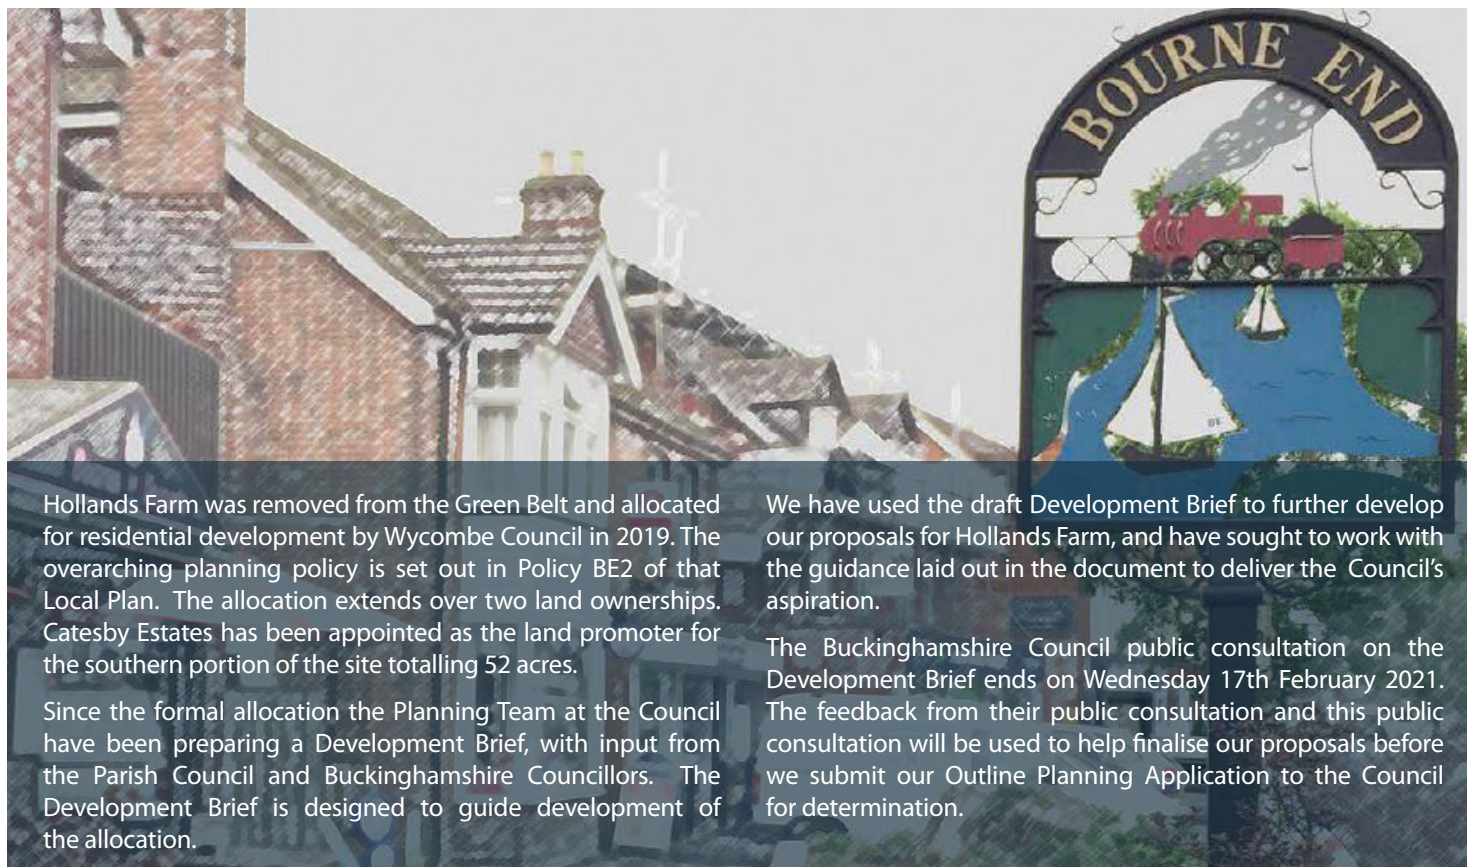 BOURNE END
Hollands Farm was removed from the Green Belt and allocated
for residential development by Wycombe Council in 2019. The
overarching planning policy is set out in Policy BE2 of that
Local Plan. The allocation extends over two land ownerships.
Catesby Estates has been appointed as the land promoter for
the southern portion of the site totalling 52 acres.
Since the formal allocation the Planning Team at the Council
have been preparing a Development Brief, with input from
the Parish Council and Buckinghamshire Councillors. The
Development Brief is designed to guide development of
the allocation.
We have used the draft Development Brief to further develop
our proposals for Hollands Farm, and have sought to work with
the guidance laid out in the document to deliver the Council’s
aspiration.
The Buckinghamshire Council public consultation on the
Development Brief ends on Wednesday 17th February 2021.
The feedback from their public consultation and this public
consultation will be used to help finalise our proposals before
we submit our Outline Planning Application to the Council
for determination.